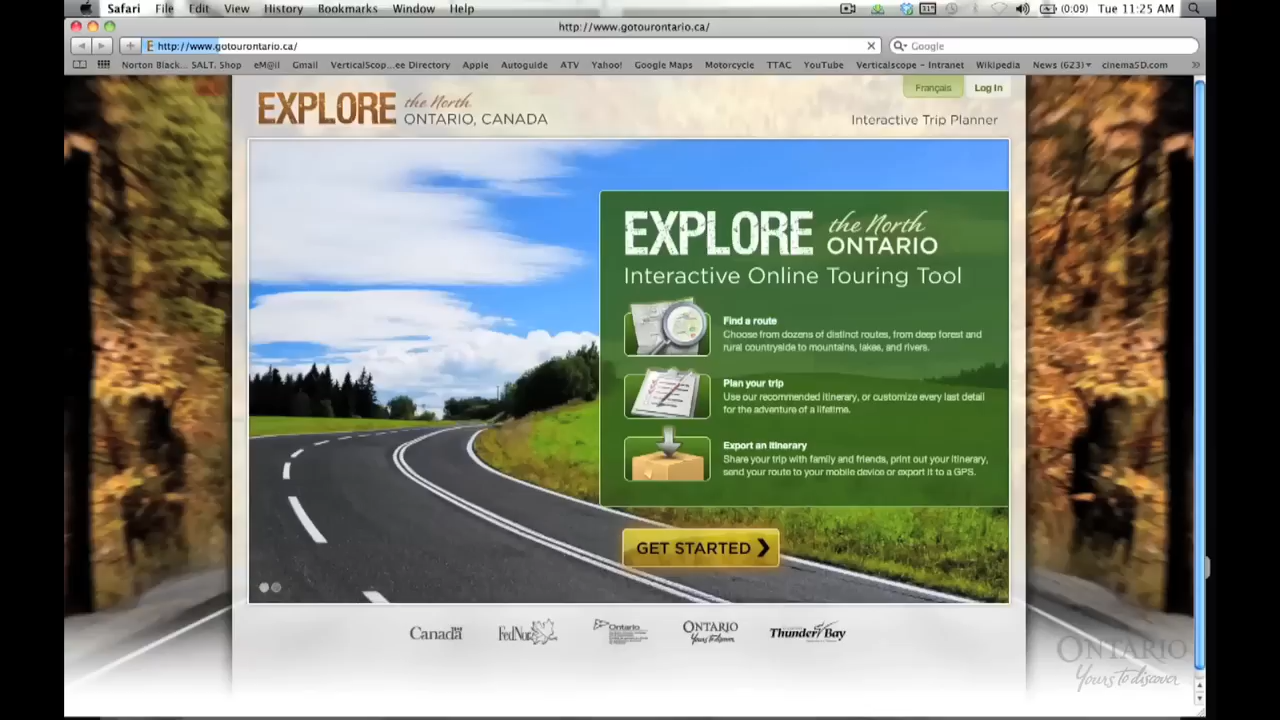 Safari File Edit View History Bookmarks Window Help
(0:09) Tue 11:25 AM
http://www.gotourontario.ca/
http://www.gotourontario.ca/
Google
Norton Black... SALT. Shop eM@il Gmail VerticalScop...ee Directory Apple Autoguide ATV Yahoo! Google Maps Motorcycle TTAC YouTube Verticalscope - Intranet Wikipedia News (623) cinema5D.com
Français Log In
EXPLORE the North
ONTARIO, CANADA
Interactive Trip Planner
EXPLORE the North
ONTARIO
Interactive Online Touring Tool
Find a route
Choose from dozens of distinct routes, from deep forest and
rural countryside to mountains, lakes, and rivers.
Plan your trip
Use our recommended itinerary, or customize every last detail
for the adventure of a lifetime.
Export an itinerary
Share your trip with family and friends, print out your itinerary,
send your route to your mobile device or export it to a GPS.
GET STARTED
Canada
FedNor
Ontario
ONTARIO
Yours to discover
Thunder Bay
ONTARIO
Yours to discover